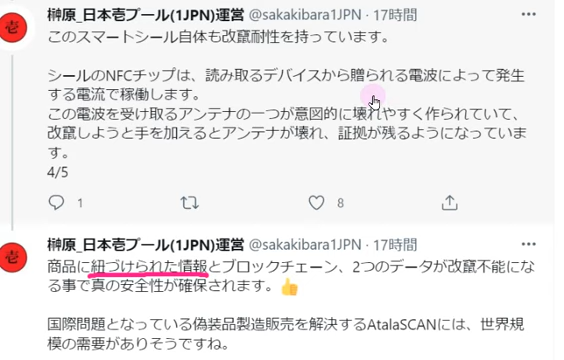 榊原_日本壱プール(1JPN)運営 @sakakibara1JPN · 17時間
このスマートシール自体も改竄耐性を持っています。
シールのNFCチップは、読み取るデバイスから贈られる電波によって発生
する電流で稼働します。
この電波を受け取るアンテナの一つが意図的に壊れやすく作られていて、
改竄しようと手を加えるとアンテナが壊れ、証拠が残るようになっていま
す。
4/5
1 8
榊原_日本壱プール(1JPN)運営 @sakakibara1JPN · 17時間
商品に紐づけられた情報とブロックチェーン、2つのデータが改竄不能にな
る事で真の安全性が確保されます。👍
国際問題となっている偽装品製造販売を解決するAtalaSCANには、世界規
模の需要がありそうですね。
壱
壱